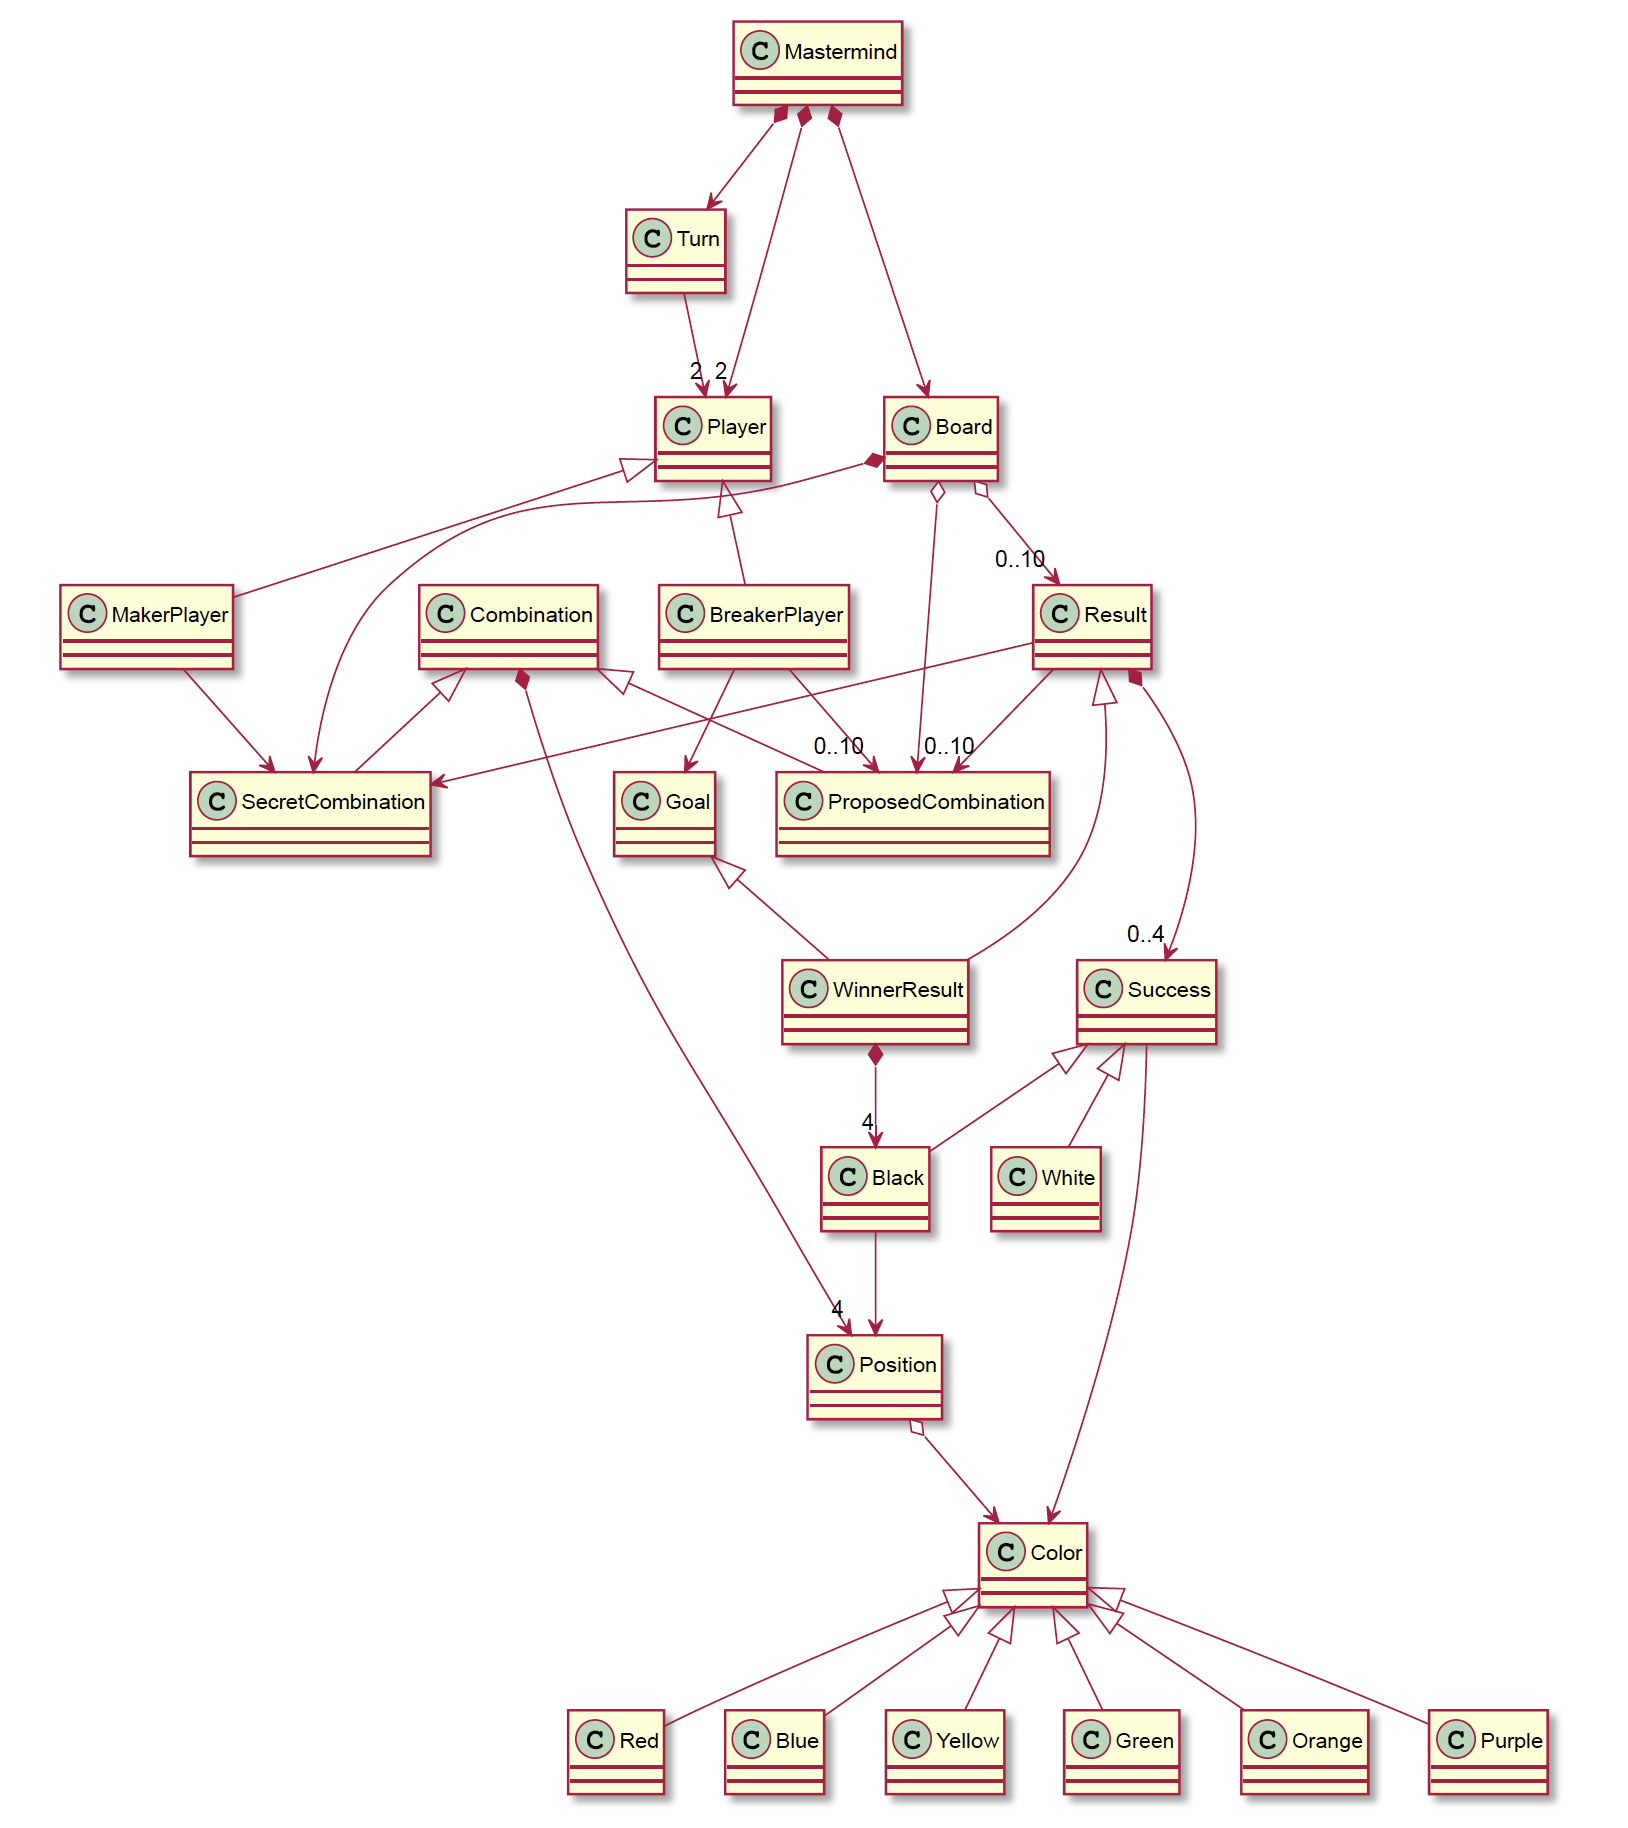 C Mastermind
C Turn
2 2
C Player
C Board
0..10
C MakerPlayer
C Combination
C BreakerPlayer
C Result
0..10
0..10
C SecretCombination
C Goal
C ProposedCombination
0..4
C WinnerResult
C Success
4
C Black
C White
4
C Position
C Color
C Red
C Blue
C Yellow
C Green
C Orange
C Purple